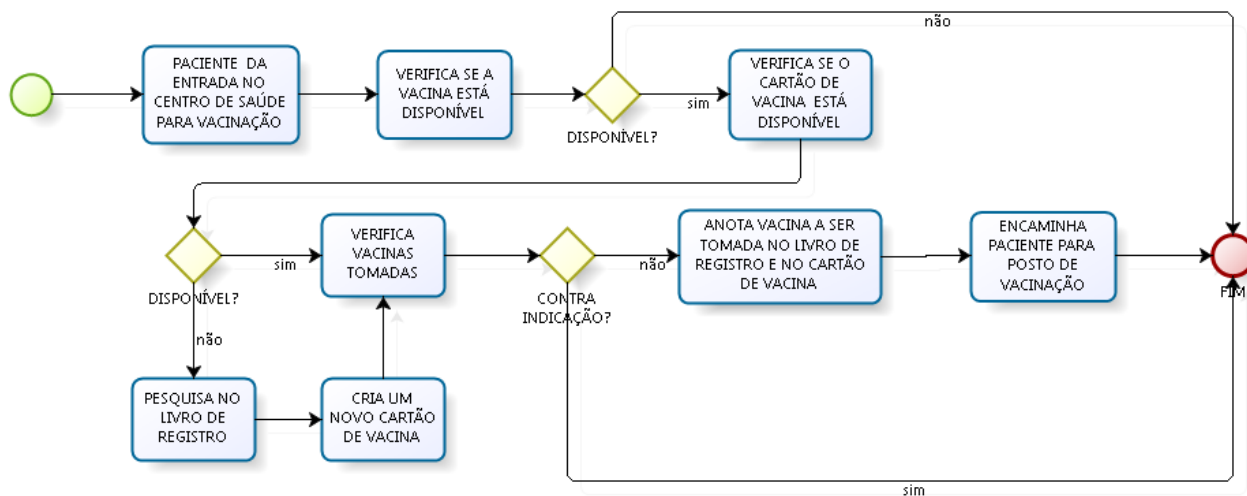 não
PACIENTE DA
ENTRADA NO
CENTRO DE SAÚDE
PARA VACINAÇÃO
VERIFICA SE A
VACINA ESTÁ
DISPONÍVEL
DISPONÍVEL?
sim
VERIFICA SE O
CARTÃO DE
VACINA ESTÁ
DISPONÍVEL
DISPONÍVEL?
sim
não
VERIFICA
VACINAS
TOMADAS
CONTRA
INDICAÇÃO?
não
ANOTA VACINA A SER
TOMADA NO LIVRO DE
REGISTRO E NO CARTÃO
DE VACINA
ENCAMINHA
PACIENTE PARA
POSTO DE
VACINAÇÃO
FIM
PESQUISA NO
LIVRO DE
REGISTRO
CRIA UM
NOVO CARTÃO
DE VACINA
sim